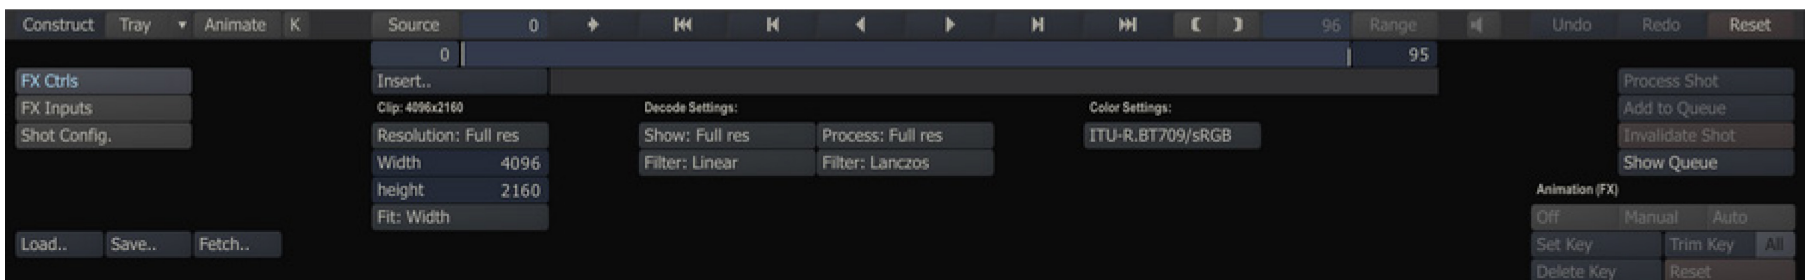 Construct Tray Animate K Source 0 96 Range Undo Redo Reset
0 95
FX Ctrls Insert.. Process Shot
FX Inputs Clip: 4096x2160 Decode Settings: Color Settings: Add to Queue
Shot Config. Resolution: Full res Show: Full res Process: Full res ITU-R.BT709/sRGB Invalidate Shot
Width 4096 Filter: Linear Filter: Lanczos Show Queue
height 2160 Animation (FX)
Fit: Width Off Manual Auto
Load.. Save.. Fetch.. Set Key Trim Key All
Delete Key Reset